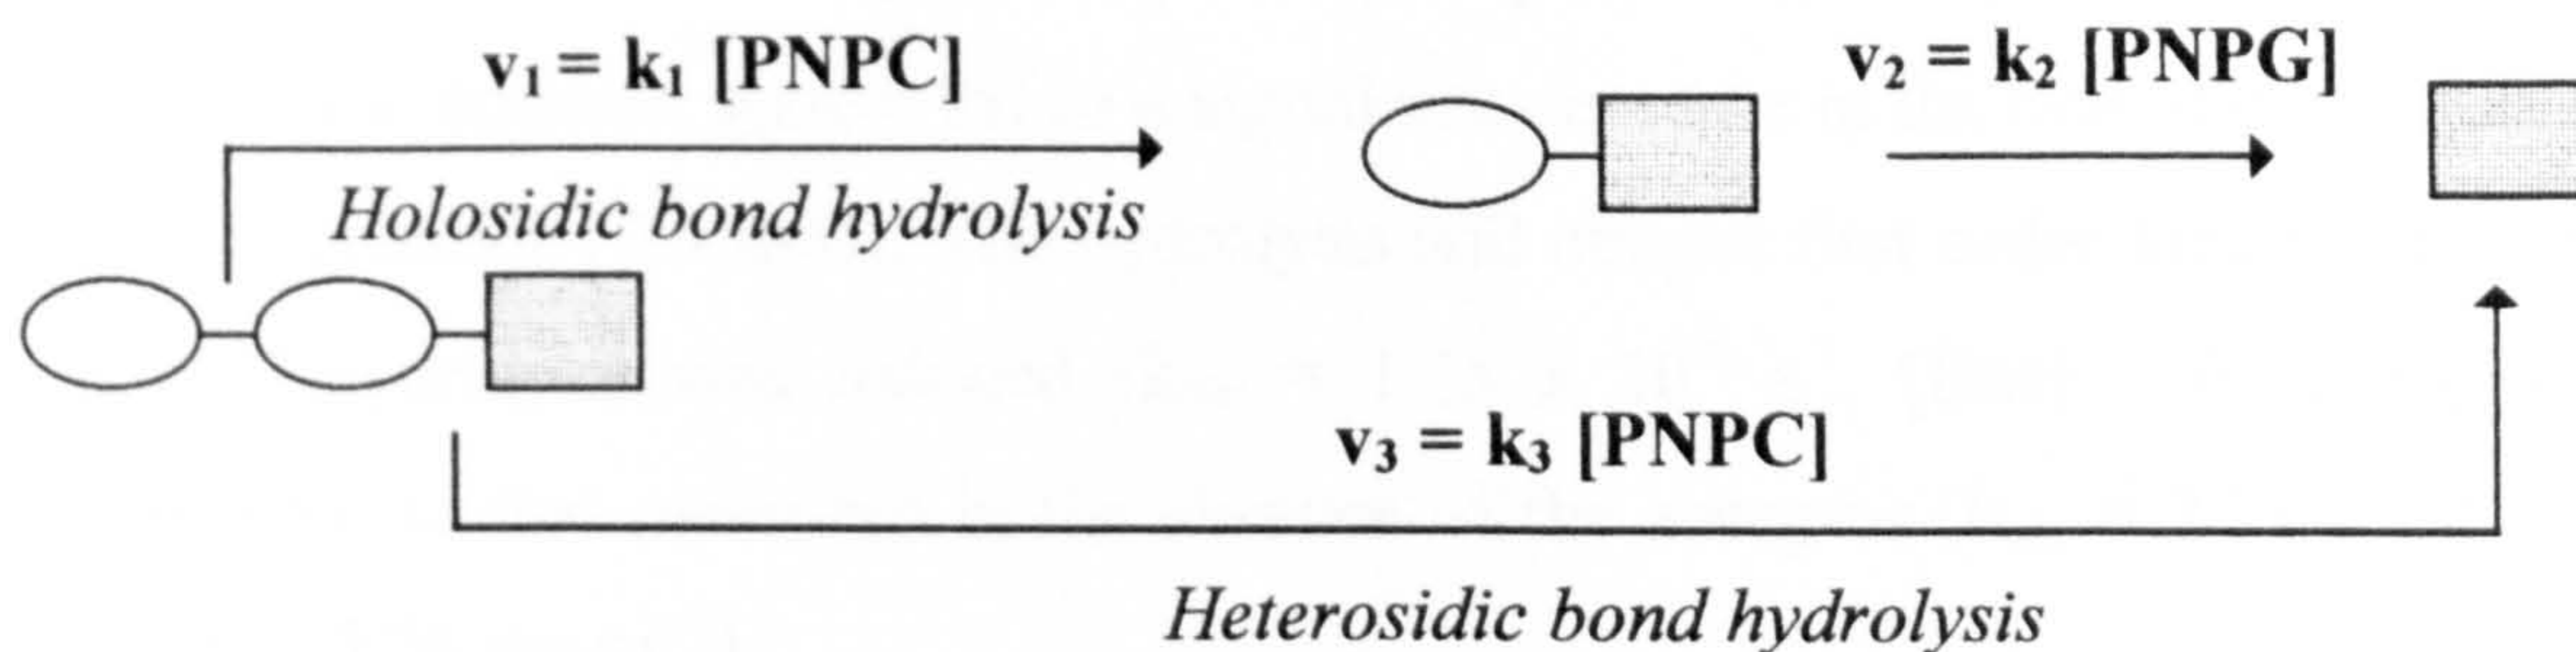 v₁ = k₁ [PNPC]
v₂ = k₂ [PNPG]
Holosidic bond hydrolysis
v₃ = k₃ [PNPC]
Heterosidic bond hydrolysis